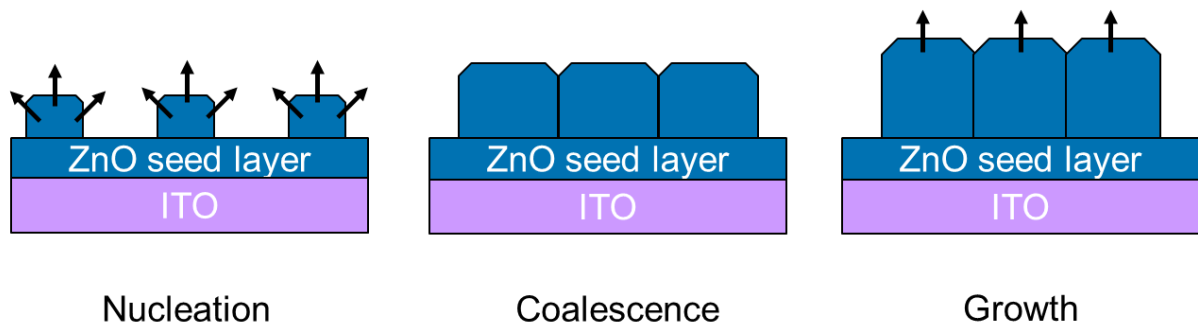 ZnO seed layer
ITO
Nucleation
ZnO seed layer
ITO
Coalescence
ZnO seed layer
ITO
Growth